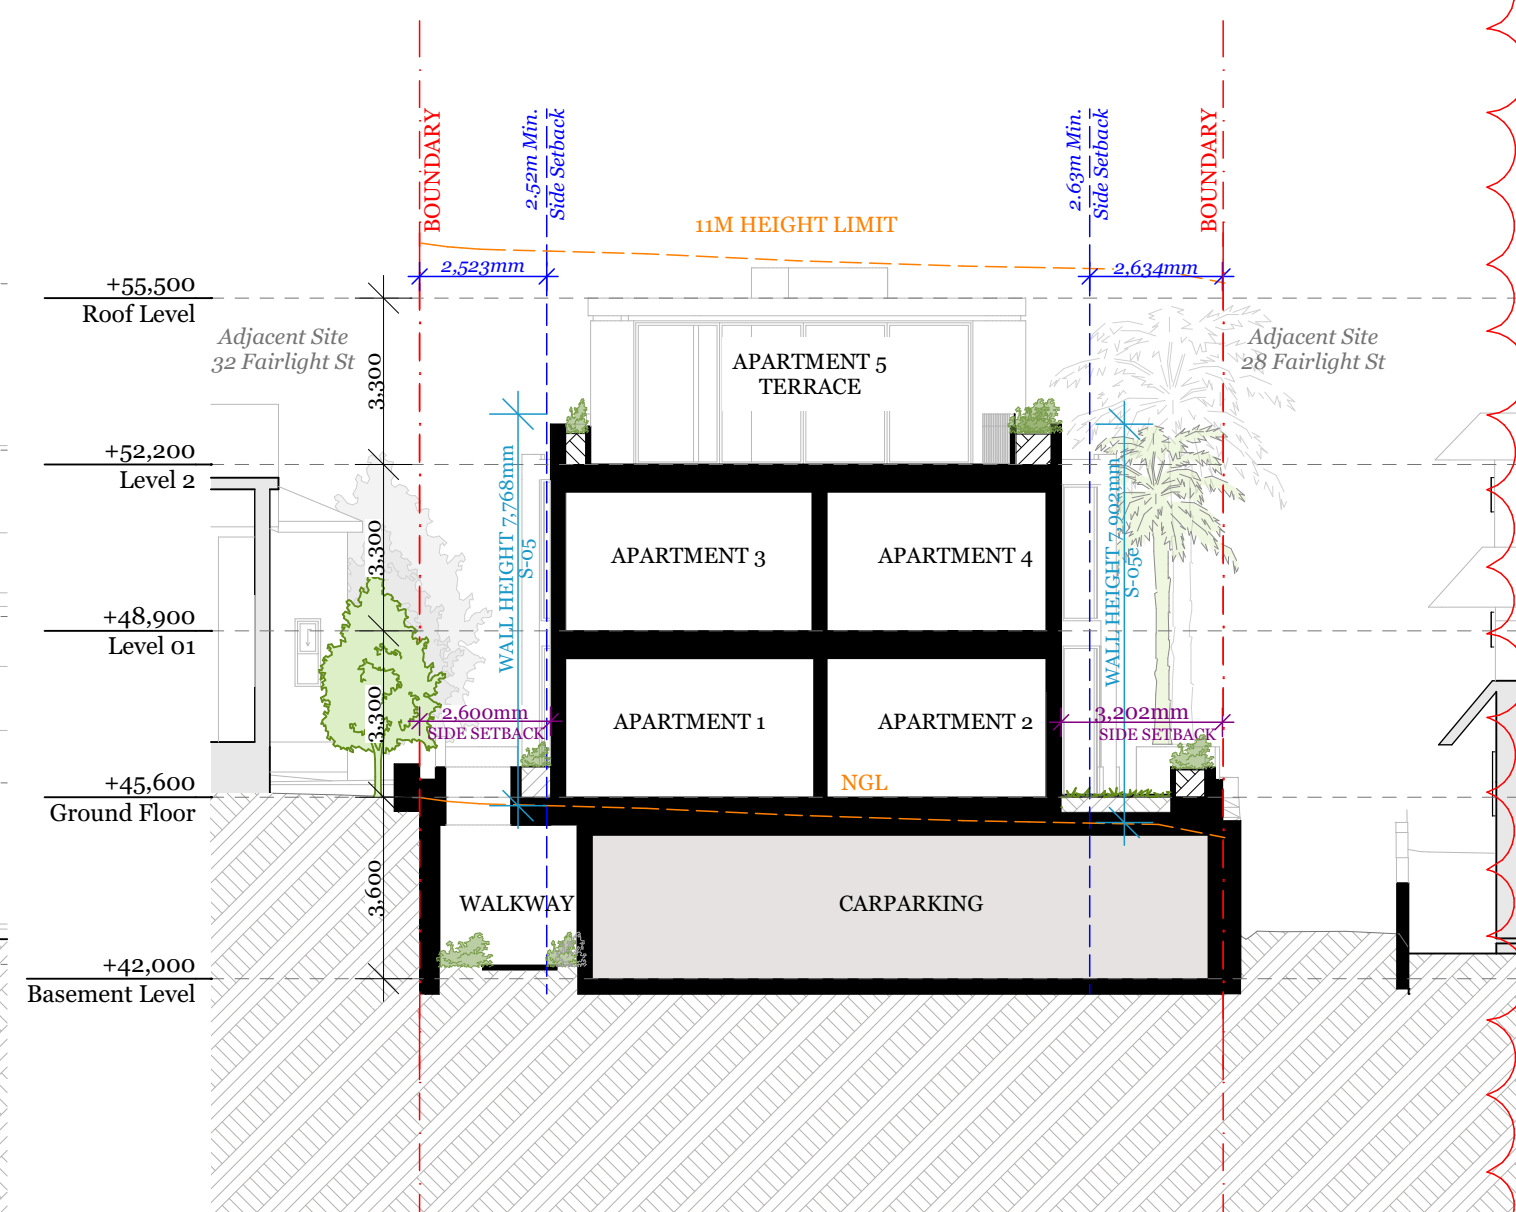 BOUNDARY
2.52m Min.
Side Setback
2.63m Min.
Side Setback
BOUNDARY
11M HEIGHT LIMIT
2,523mm
2,634mm
+55,500
Roof Level
Adjacent Site
32 Fairlight St
Adjacent Site
28 Fairlight St
3,300
APARTMENT 5
TERRACE
+52,200
Level 2
WALL HEIGHT 7,768mm
S-05
WALL HEIGHT 7,902mm
S-05e
3,300
APARTMENT 3
APARTMENT 4
+48,900
Level 01
3,300
2,600mm
SIDE SETBACK
APARTMENT 1
APARTMENT 2
3,202mm
SIDE SETBACK
+45,600
Ground Floor
NGL
3,600
WALKWAY
CARPARKING
+42,000
Basement Level